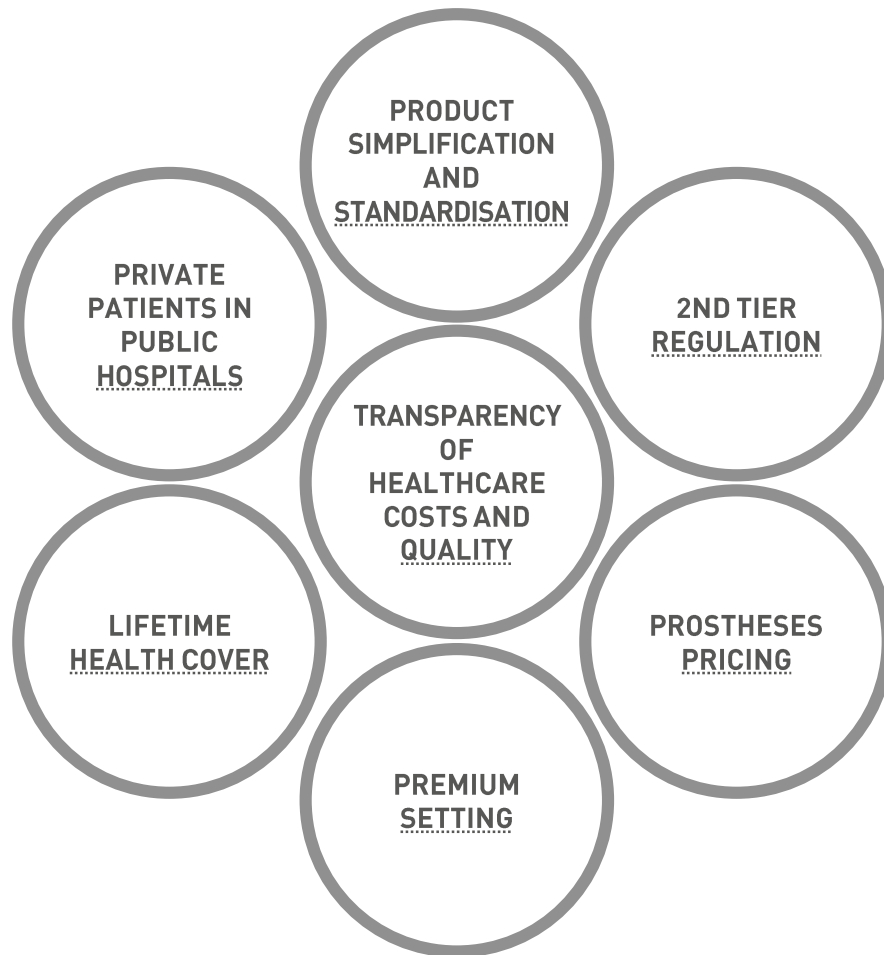 PRODUCT
SIMPLIFICATION
AND
STANDARDISATION
PRIVATE
PATIENTS IN
PUBLIC
HOSPITALS
2ND TIER
REGULATION
TRANSPARENCY
OF
HEALTHCARE
COSTS AND
QUALITY
LIFETIME
HEALTH COVER
PROSTHESES
PRICING
PREMIUM
SETTING